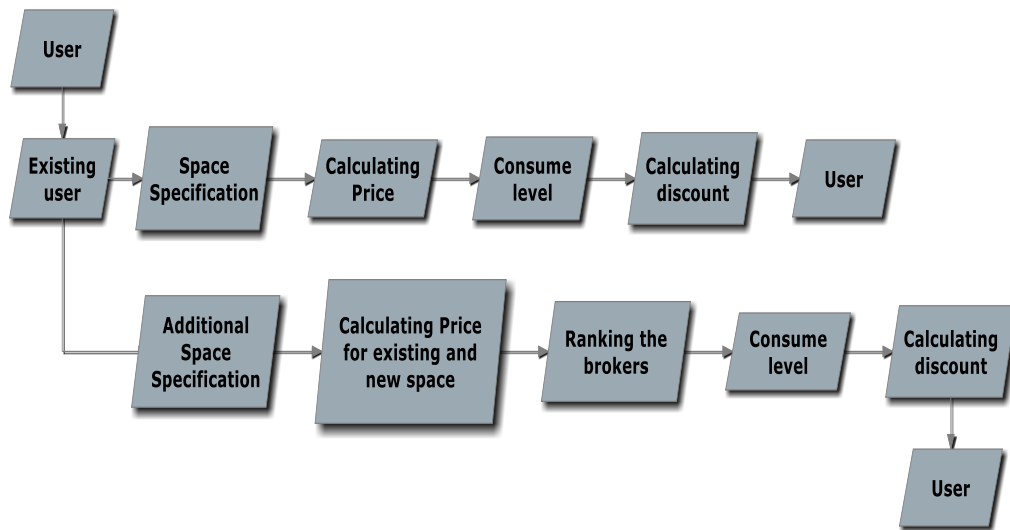 User
Existing
user
Space
Specification
Calculating
Price
Consume
level
Calculating
discount
User
Additional
Space
Specification
Calculating Price
for existing and
new space
Ranking the
brokers
Consume
level
Calculating
discount
User